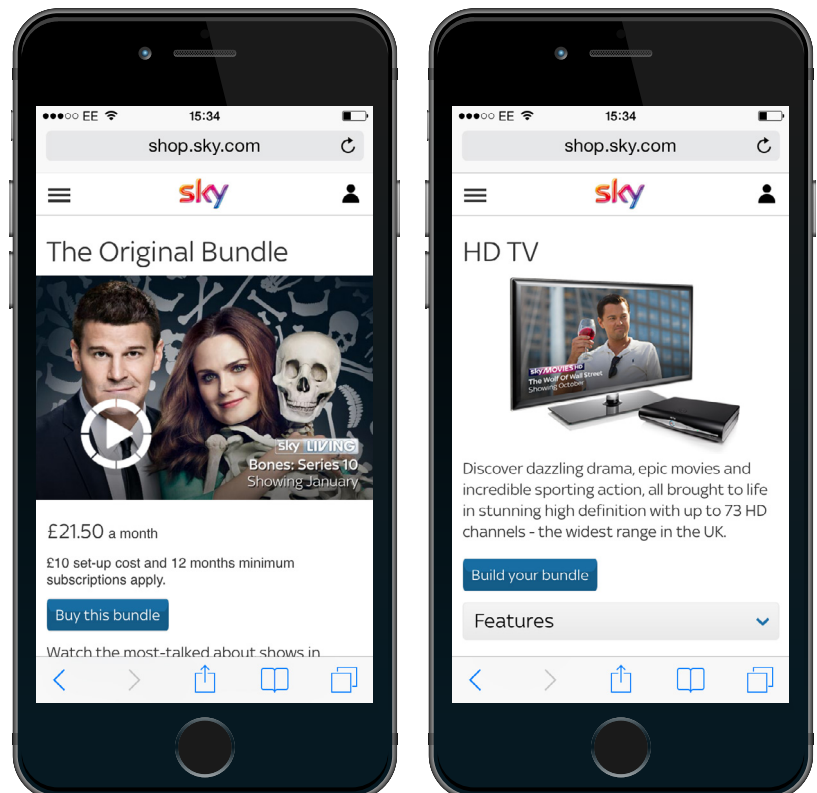 EE 15:34
shop.sky.com
sky
The Original Bundle
sky LIVING
Bones: Series 10
Showing January
£21.50 a month
£10 set-up cost and 12 months minimum
subscriptions apply.
Buy this bundle
Watch the most-talked about shows in
EE 15:34
shop.sky.com
sky
HD TV
sky MOVIES HD
The Wolf Of Wall Street
Showing October
Discover dazzling drama, epic movies and
incredible sporting action, all brought to life
in stunning high definition with up to 73 HD
channels - the widest range in the UK.
Build your bundle
Features